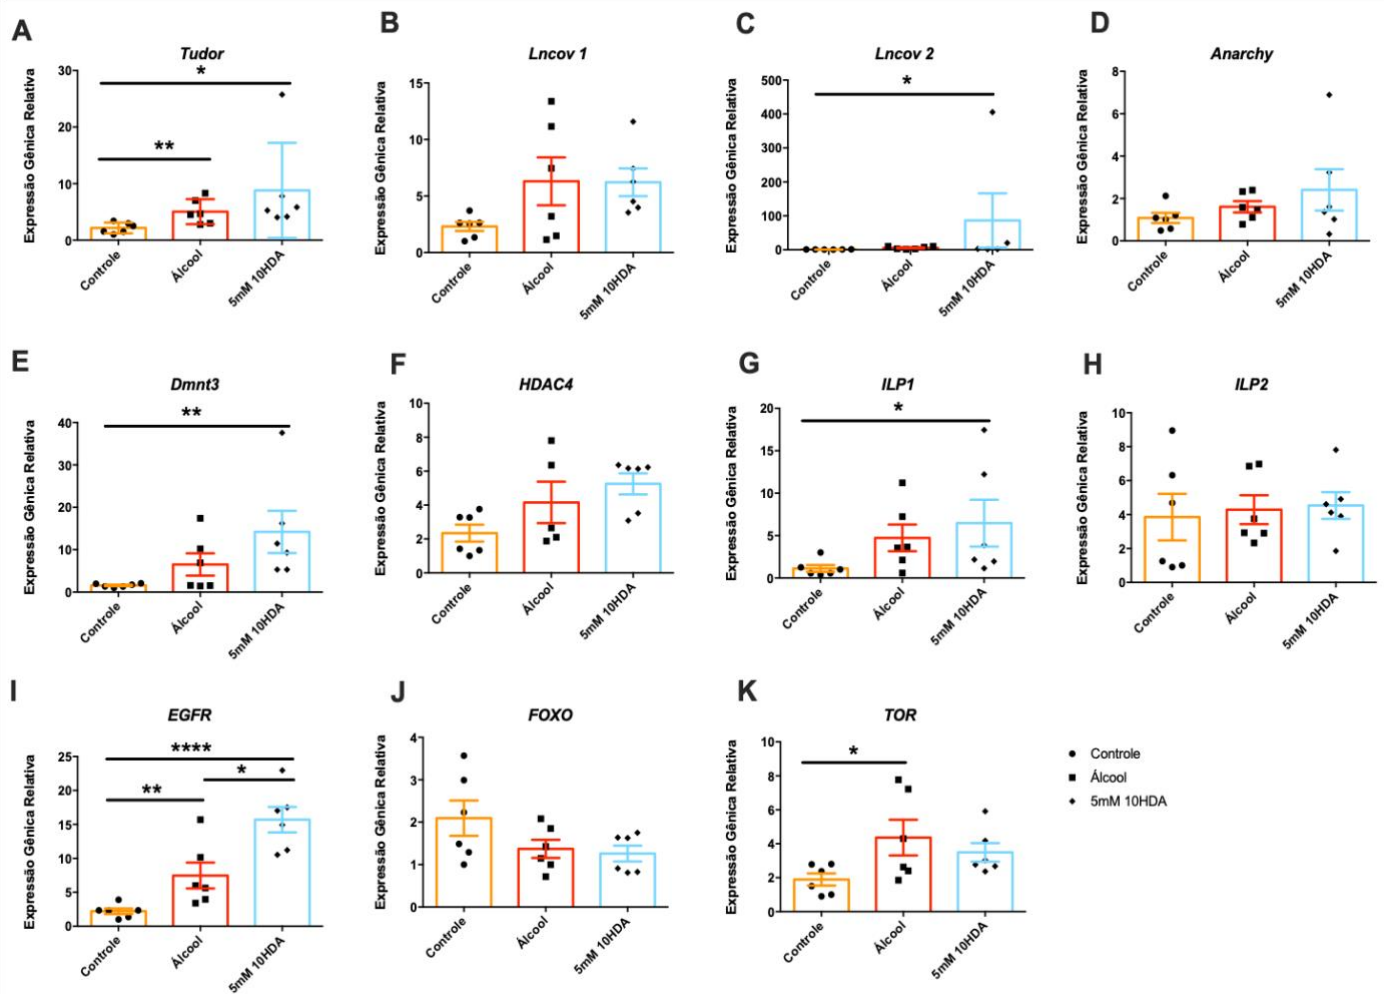 A
Tudor
Expressão Gênica Relativa
30
20
10
0
*
**
Controle
Álcool
5mM 10HDA
B
Lncov 1
Expressão Gênica Relativa
15
10
5
0
Controle
Álcool
5mM 10HDA
C
Lncov 2
Expressão Gênica Relativa
500
400
300
200
100
0
*
Controle
Álcool
5mM 10HDA
D
Anarchy
Expressão Gênica Relativa
8
6
4
2
0
Controle
Álcool
5mM 10HDA
E
Dmnt3
Expressão Gênica Relativa
40
30
20
10
0
**
Controle
Álcool
5mM 10HDA
F
HDAC4
Expressão Gênica Relativa
10
8
6
4
2
0
Controle
Álcool
5mM 10HDA
G
ILP1
Expressão Gênica Relativa
20
15
10
5
0
*
Controle
Álcool
5mM 10HDA
H
ILP2
Expressão Gênica Relativa
10
8
6
4
2
0
Controle
Álcool
5mM 10HDA
I
EGFR
Expressão Gênica Relativa
25
20
15
10
5
0
****
*
**
Controle
Álcool
5mM 10HDA
J
FOXO
Expressão Gênica Relativa
4
3
2
1
0
Controle
Álcool
5mM 10HDA
K
TOR
Expressão Gênica Relativa
10
8
6
4
2
0
*
Controle
Álcool
5mM 10HDA
Controle
Álcool
5mM 10HDA